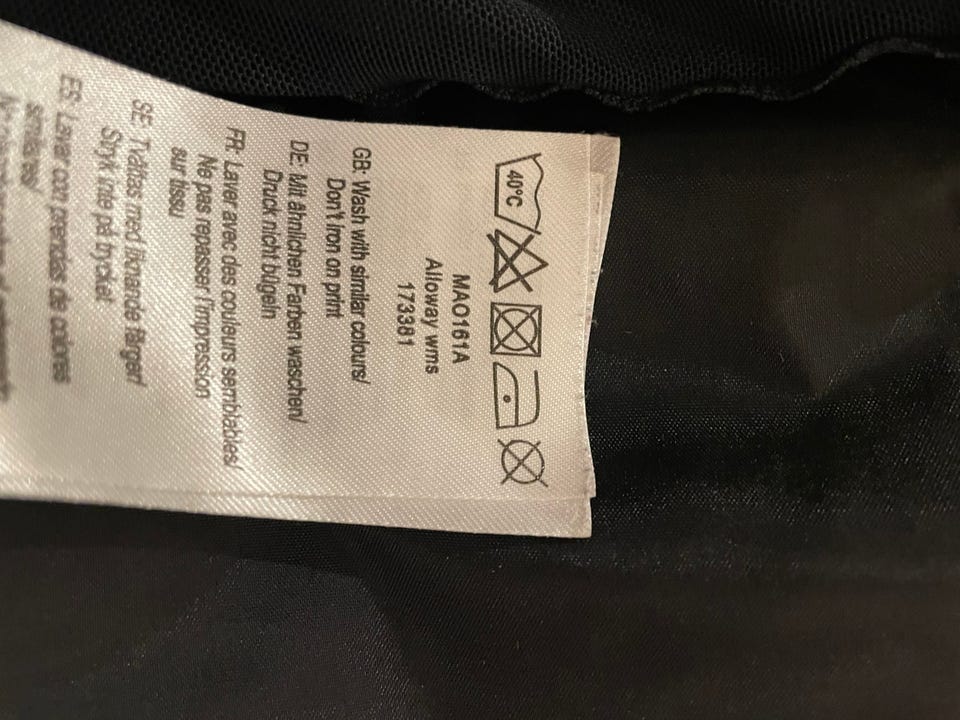 40°C
MAO161A
Alloway wms
173381
GB: Wash with similar colours/
Don't Iron on print
DE: Mit ähnlichen Farben waschen/
Druck nicht bügeln
FR: Laver avec des couleurs semblables/
Ne pas repasser l'impression
sur tissu
SE: Tvättas med liknande färger/
Stryk inte på trycket
ES: Lavar con prendas de colores